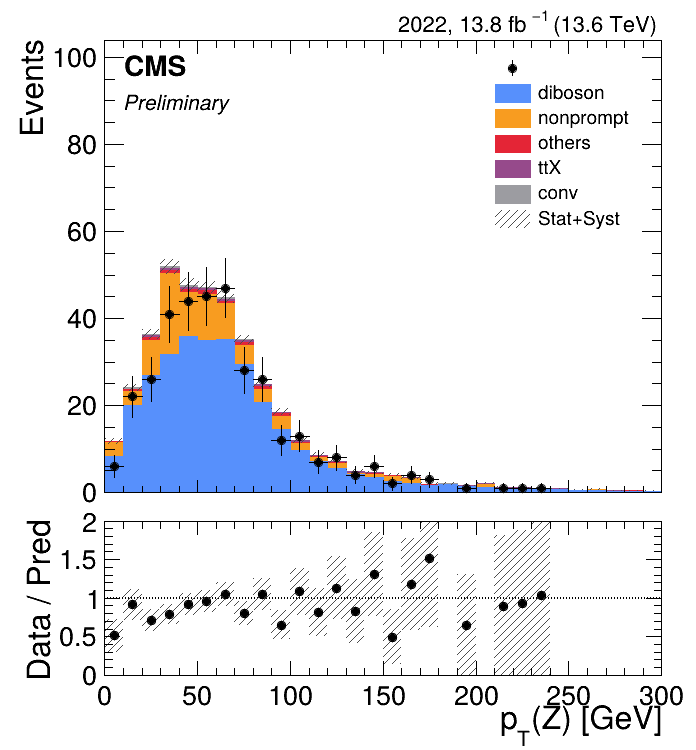 2022, 13.8 fb⁻¹ (13.6 TeV)
CMS
Preliminary
diboson
nonprompt
others
ttX
conv
Stat+Syst
Events
100
80
60
40
20
0
Data / Pred
2
1.5
1
0.5
0
0 50 100 150 200 250 300
p_T(Z) [GeV]